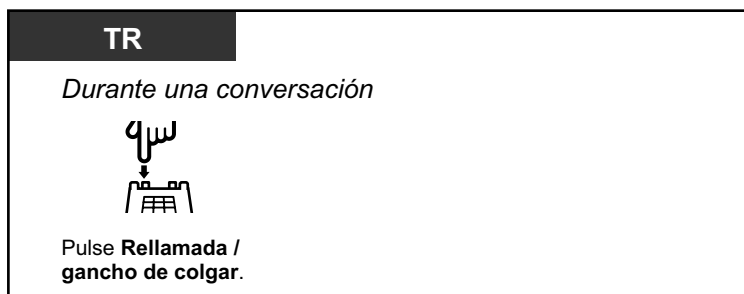 TR
Durante una conversación
Pulse Rellamada /
gancho de colgar.